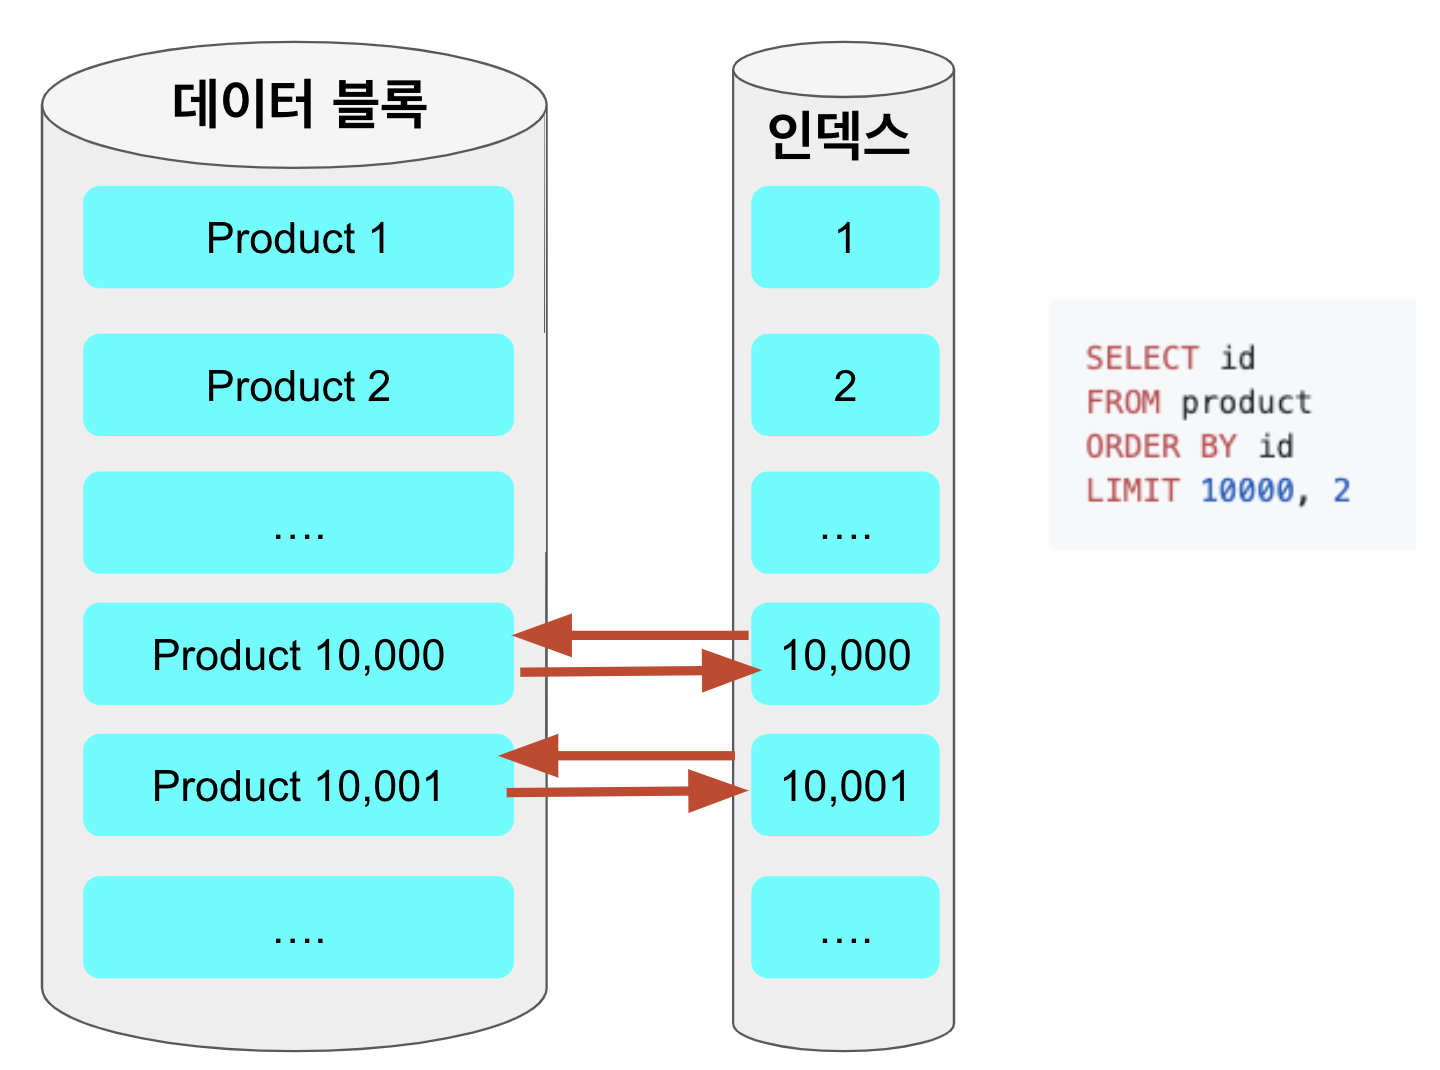 데이터 블록
Product 1
Product 2
....
Product 10,000
Product 10,001
....
인덱스
1
2
....
10,000
10,001
....
SELECT id
FROM product
ORDER BY id
LIMIT 10000, 2